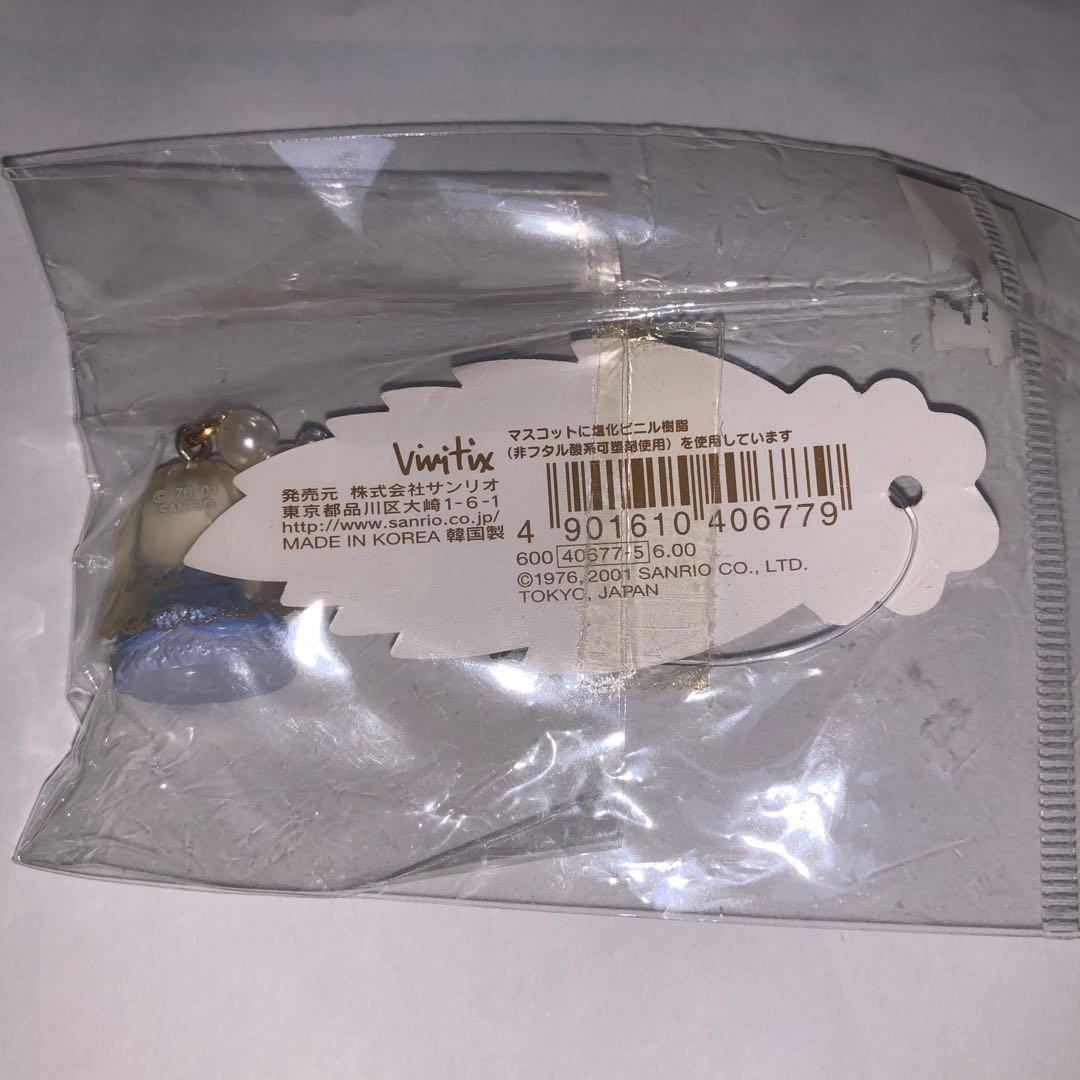 マスコットに塩化ビニル樹脂
(非フタル酸系可塑剤使用)を使用しています
Vivitix
発売元 株式会社サンリオ
東京都品川区大崎1-6-1
http://www.sanrio.co.jp/
MADE IN KOREA 韓国製
4 901610 406779
600 40677-5 6.00
©1976, 2001 SANRIO CO., LTD.
TOKYO, JAPAN
© 76, 01
SANRIO